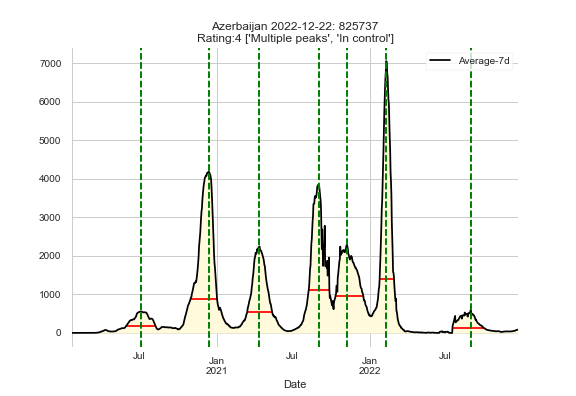 Azerbaijan 2022-12-22: 825737
Rating:4 ['Multiple peaks', 'In control']
Average-7d
7000
6000
5000
4000
3000
2000
1000
0
Jul
Jan
2021
Jul
Jan
2022
Jul
Date